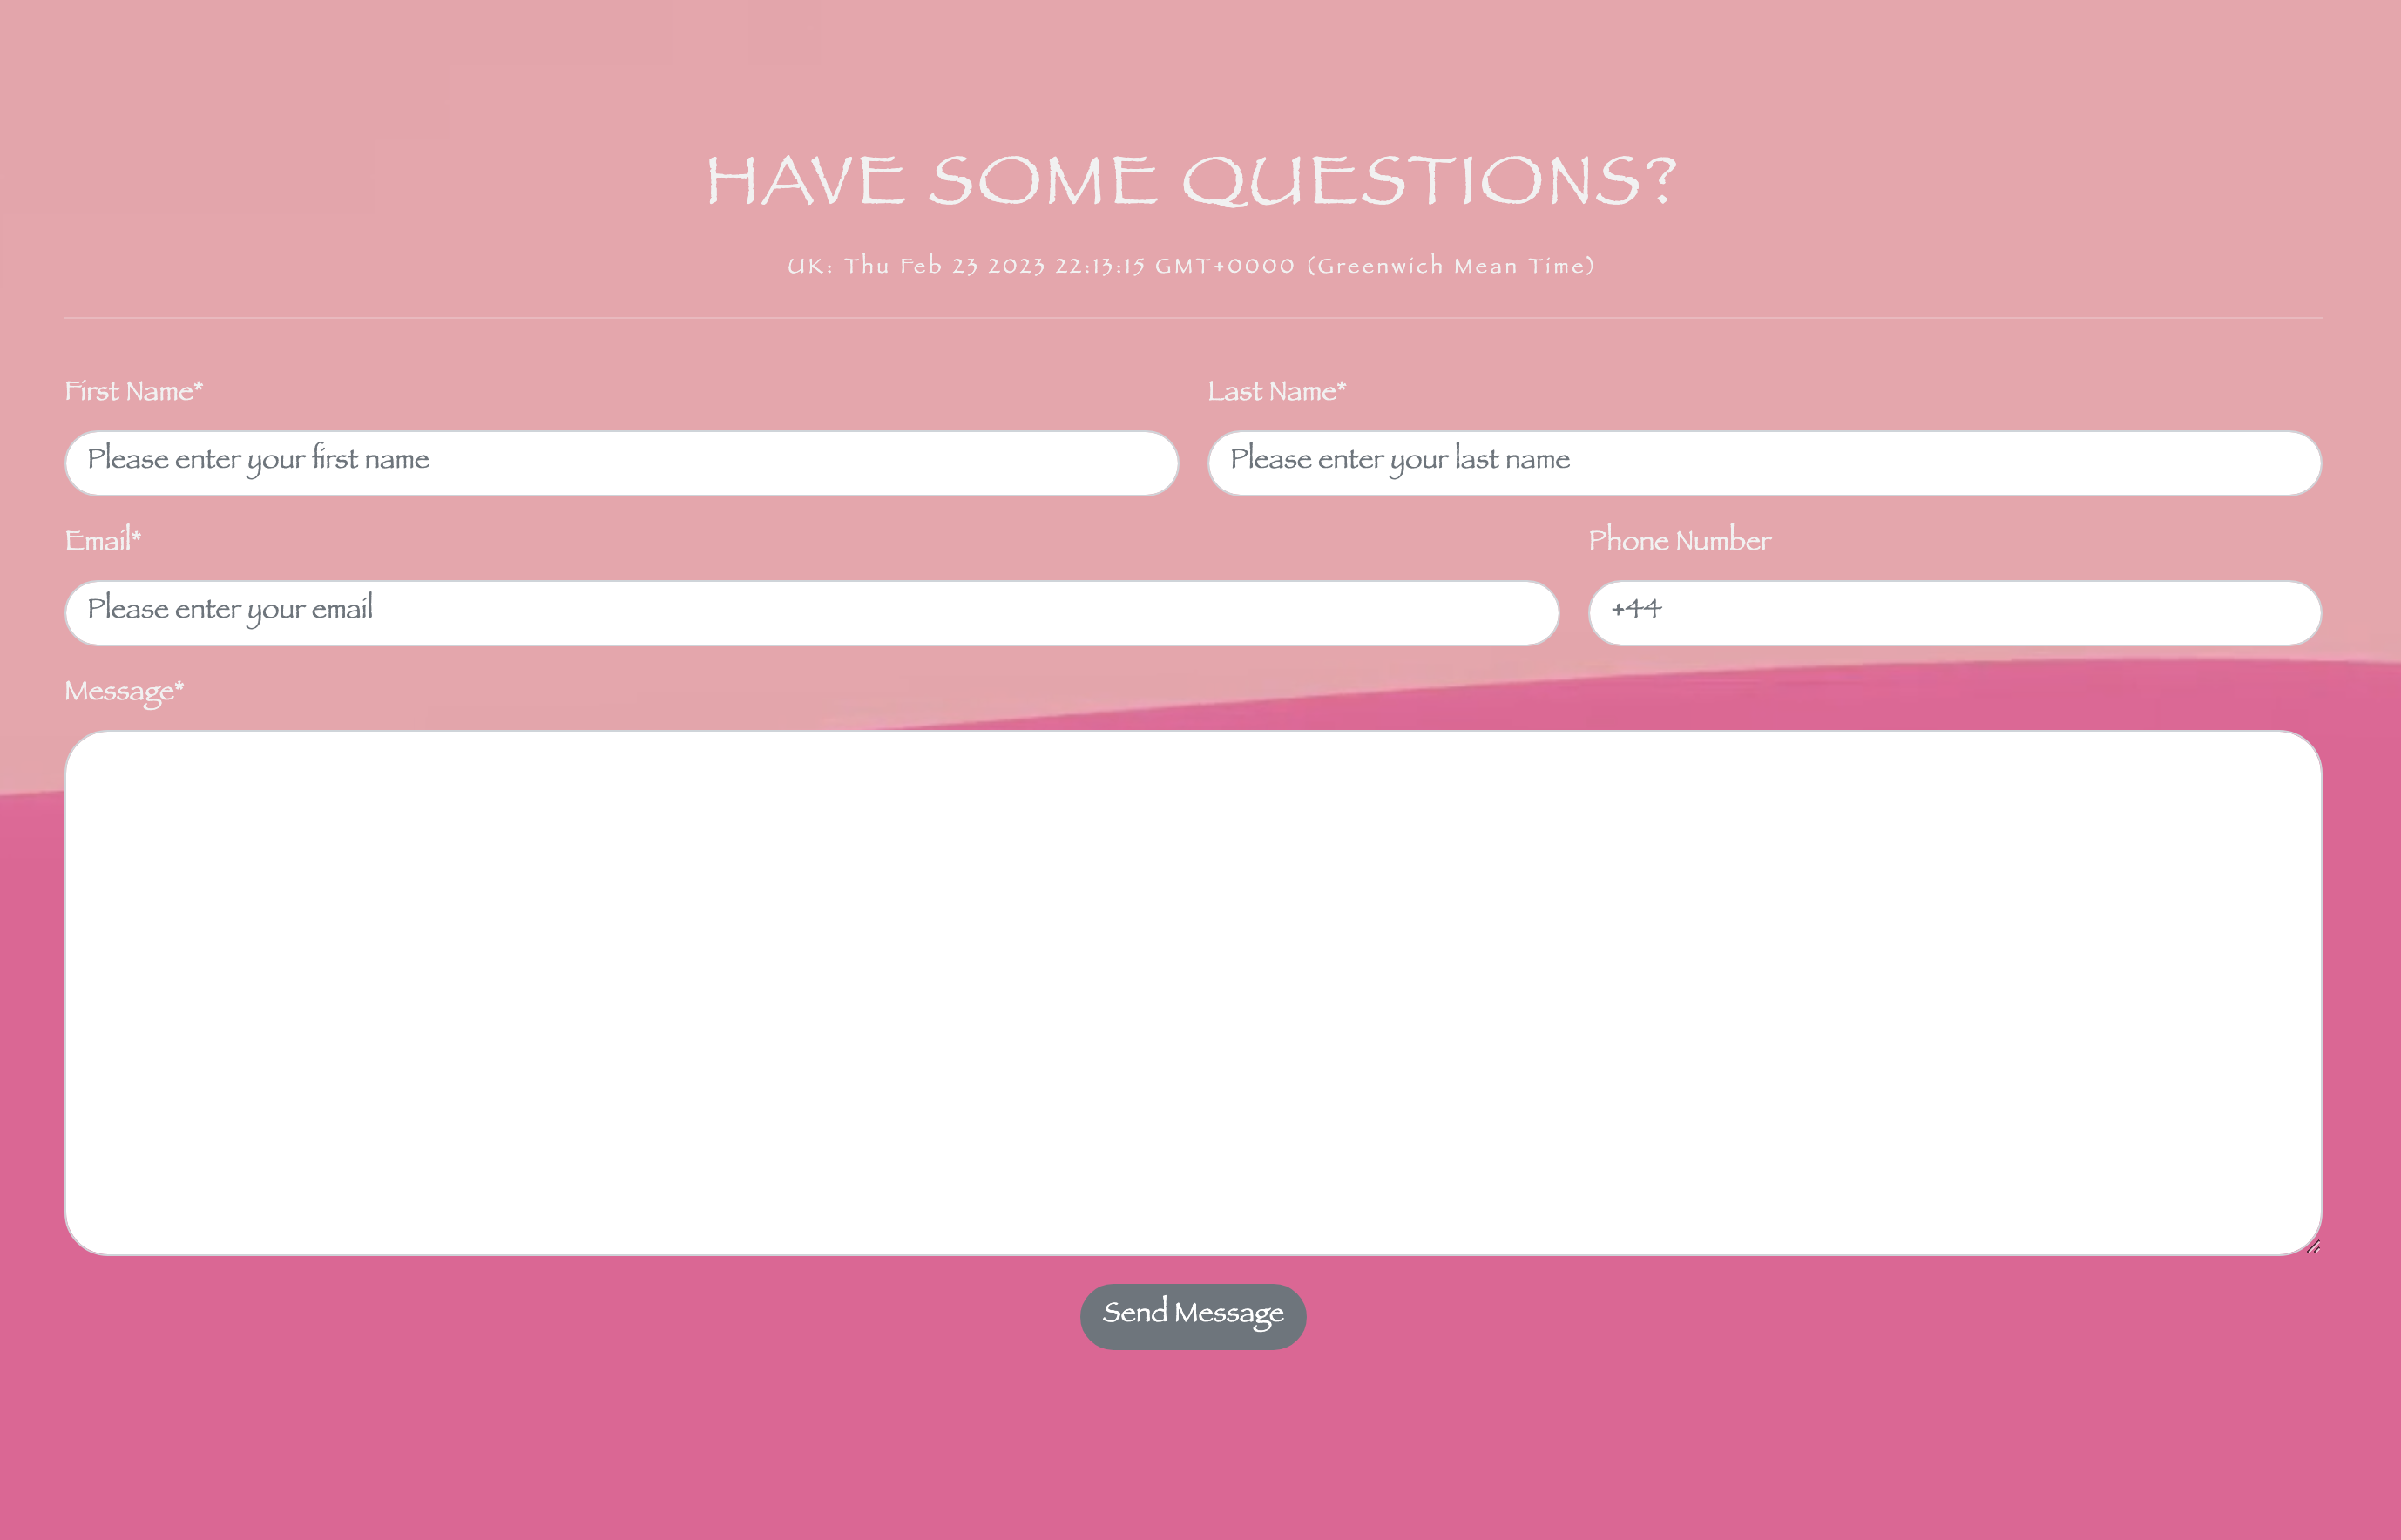 HAVE SOME QUESTIONS?
UK: Thu Feb 23 2023 22:13:15 GMT+0000 (Greenwich Mean Time)
First Name* Last Name*
Please enter your first name Please enter your last name
Email* Phone Number
Please enter your email +44
Message*
Send Message